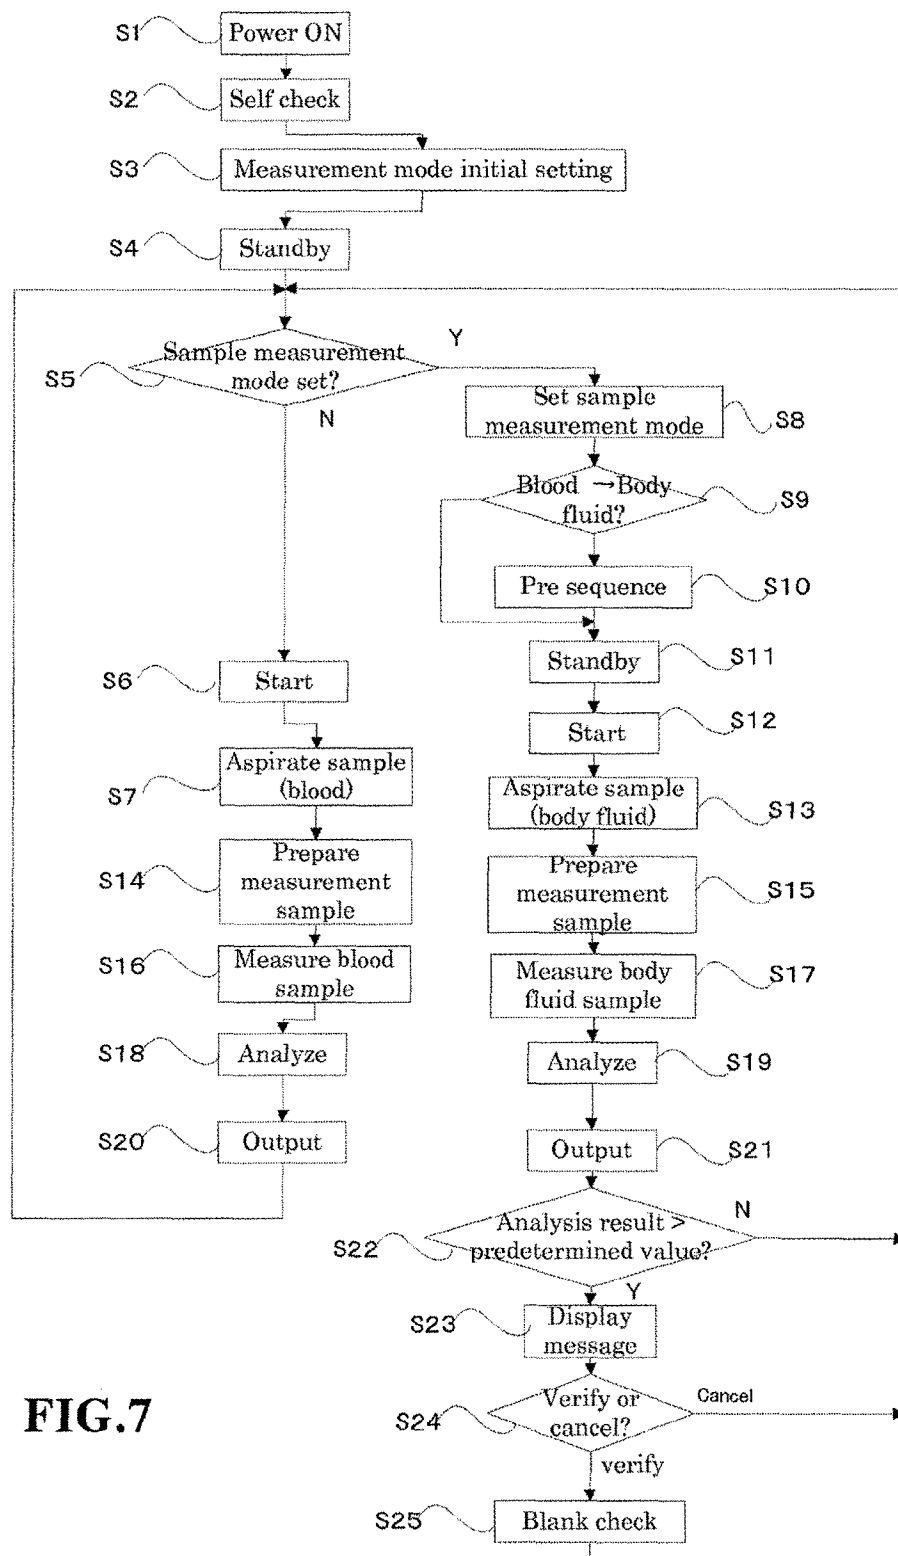 S1
Power ON
S2
Self check
S3
Measurement mode initial setting
S4
Standby
S5
Sample measurement
mode set?
Y
N
Set sample
measurement mode
S8
Blood →Body
fluid?
S9
Pre sequence
S10
Standby
S11
S6
Start
Start
S12
S7
Aspirate sample
(blood)
Aspirate sample
(body fluid)
S13
S14
Prepare
measurement
sample
Prepare
measurement
sample
S15
S16
Measure blood
sample
Measure body
fluid sample
S17
S18
Analyze
Analyze
S19
S20
Output
Output
S21
S22
Analysis result >
predetermined value?
N
Y
S23
Display
message
S24
Verify or
cancel?
Cancel
verify
S25
Blank check
FIG.7